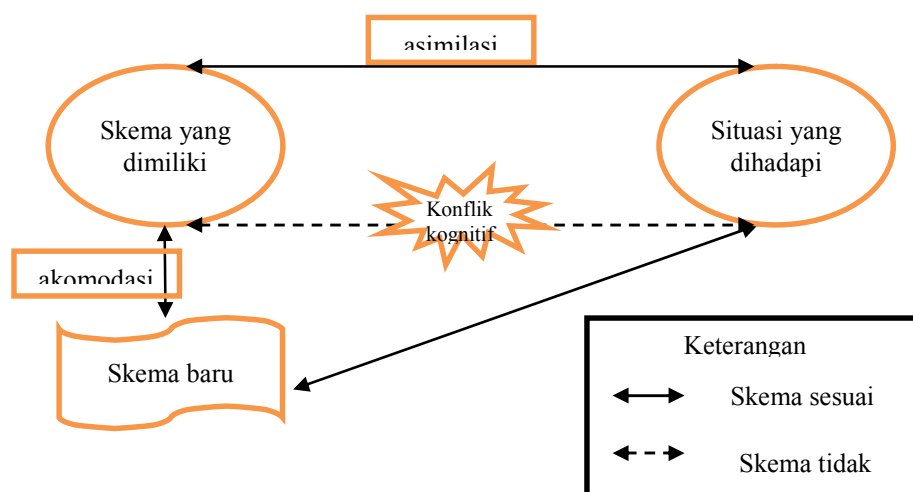 asimilasi
Skema yang
dimiliki
Situasi yang
dihadapi
Konflik
kognitif
akomodasi
Skema baru
Keterangan
Skema sesuai
Skema tidak